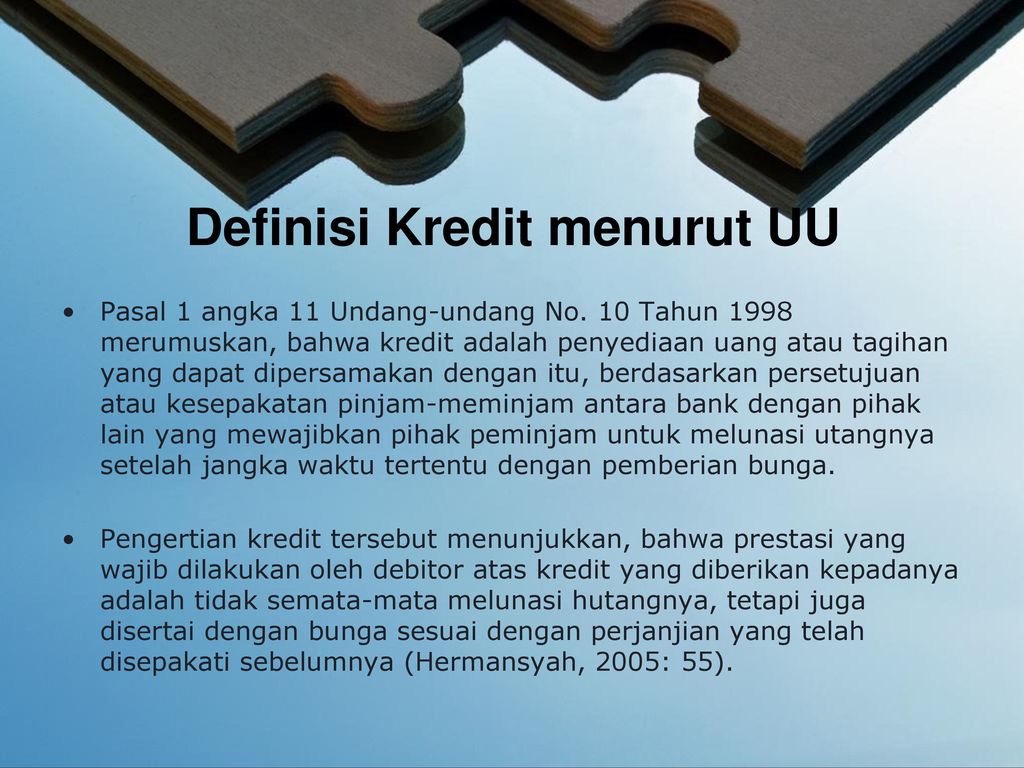 Definisi Kredit menurut UU
• Pasal 1 angka 11 Undang-undang No. 10 Tahun 1998
merumuskan, bahwa kredit adalah penyediaan uang atau tagihan
yang dapat dipersamakan dengan itu, berdasarkan persetujuan
atau kesepakatan pinjam-meminjam antara bank dengan pihak
lain yang mewajibkan pihak peminjam untuk melunasi utangnya
setelah jangka waktu tertentu dengan pemberian bunga.
• Pengertian kredit tersebut menunjukkan, bahwa prestasi yang
wajib dilakukan oleh debitor atas kredit yang diberikan kepadanya
adalah tidak semata-mata melunasi hutangnya, tetapi juga
disertai dengan bunga sesuai dengan perjanjian yang telah
disepakati sebelumnya (Hermansyah, 2005: 55).